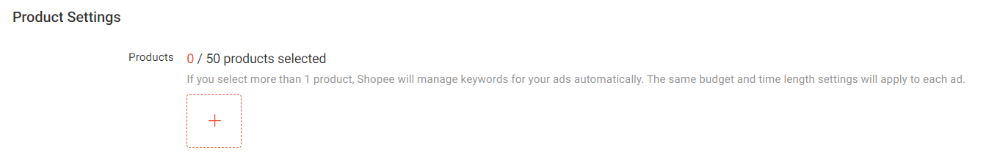 Product Settings
Products 0 / 50 products selected
If you select more than 1 product, Shopee will manage keywords for your ads automatically. The same budget and time length settings will apply to each ad.